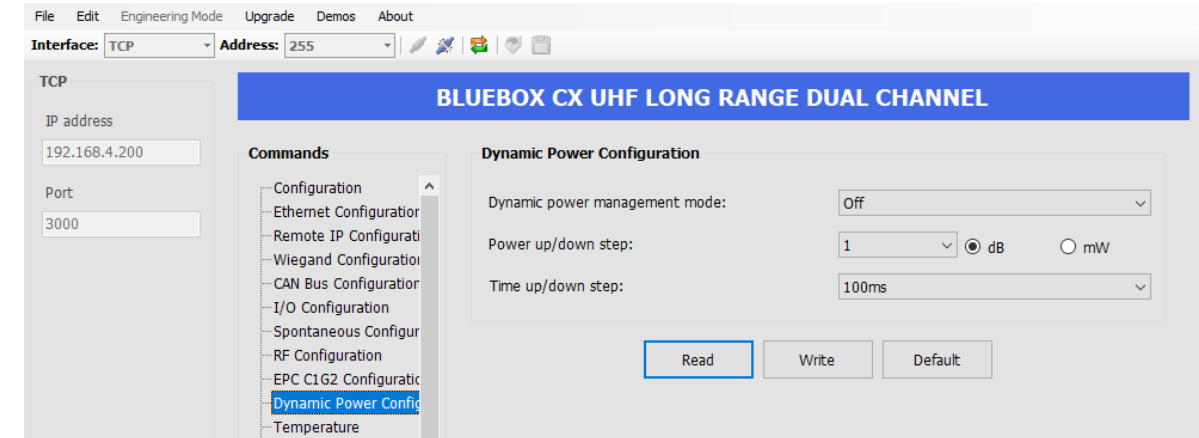 File Edit Engineering Mode Upgrade Demos About
Interface: TCP Address: 255
TCP
IP address
192.168.4.200
Port
3000
BLUEBOX CX UHF LONG RANGE DUAL CHANNEL
Commands
Configuration
Ethernet Configuration
Remote IP Configurati
Wiegand Configuration
CAN Bus Configuration
I/O Configuration
Spontaneous Configur
RF Configuration
EPC C1G2 Configuratic
Dynamic Power Config
Temperature
Dynamic Power Configuration
Dynamic power management mode: Off
Power up/down step: 1 dB mW
Time up/down step: 100ms
Read Write Default